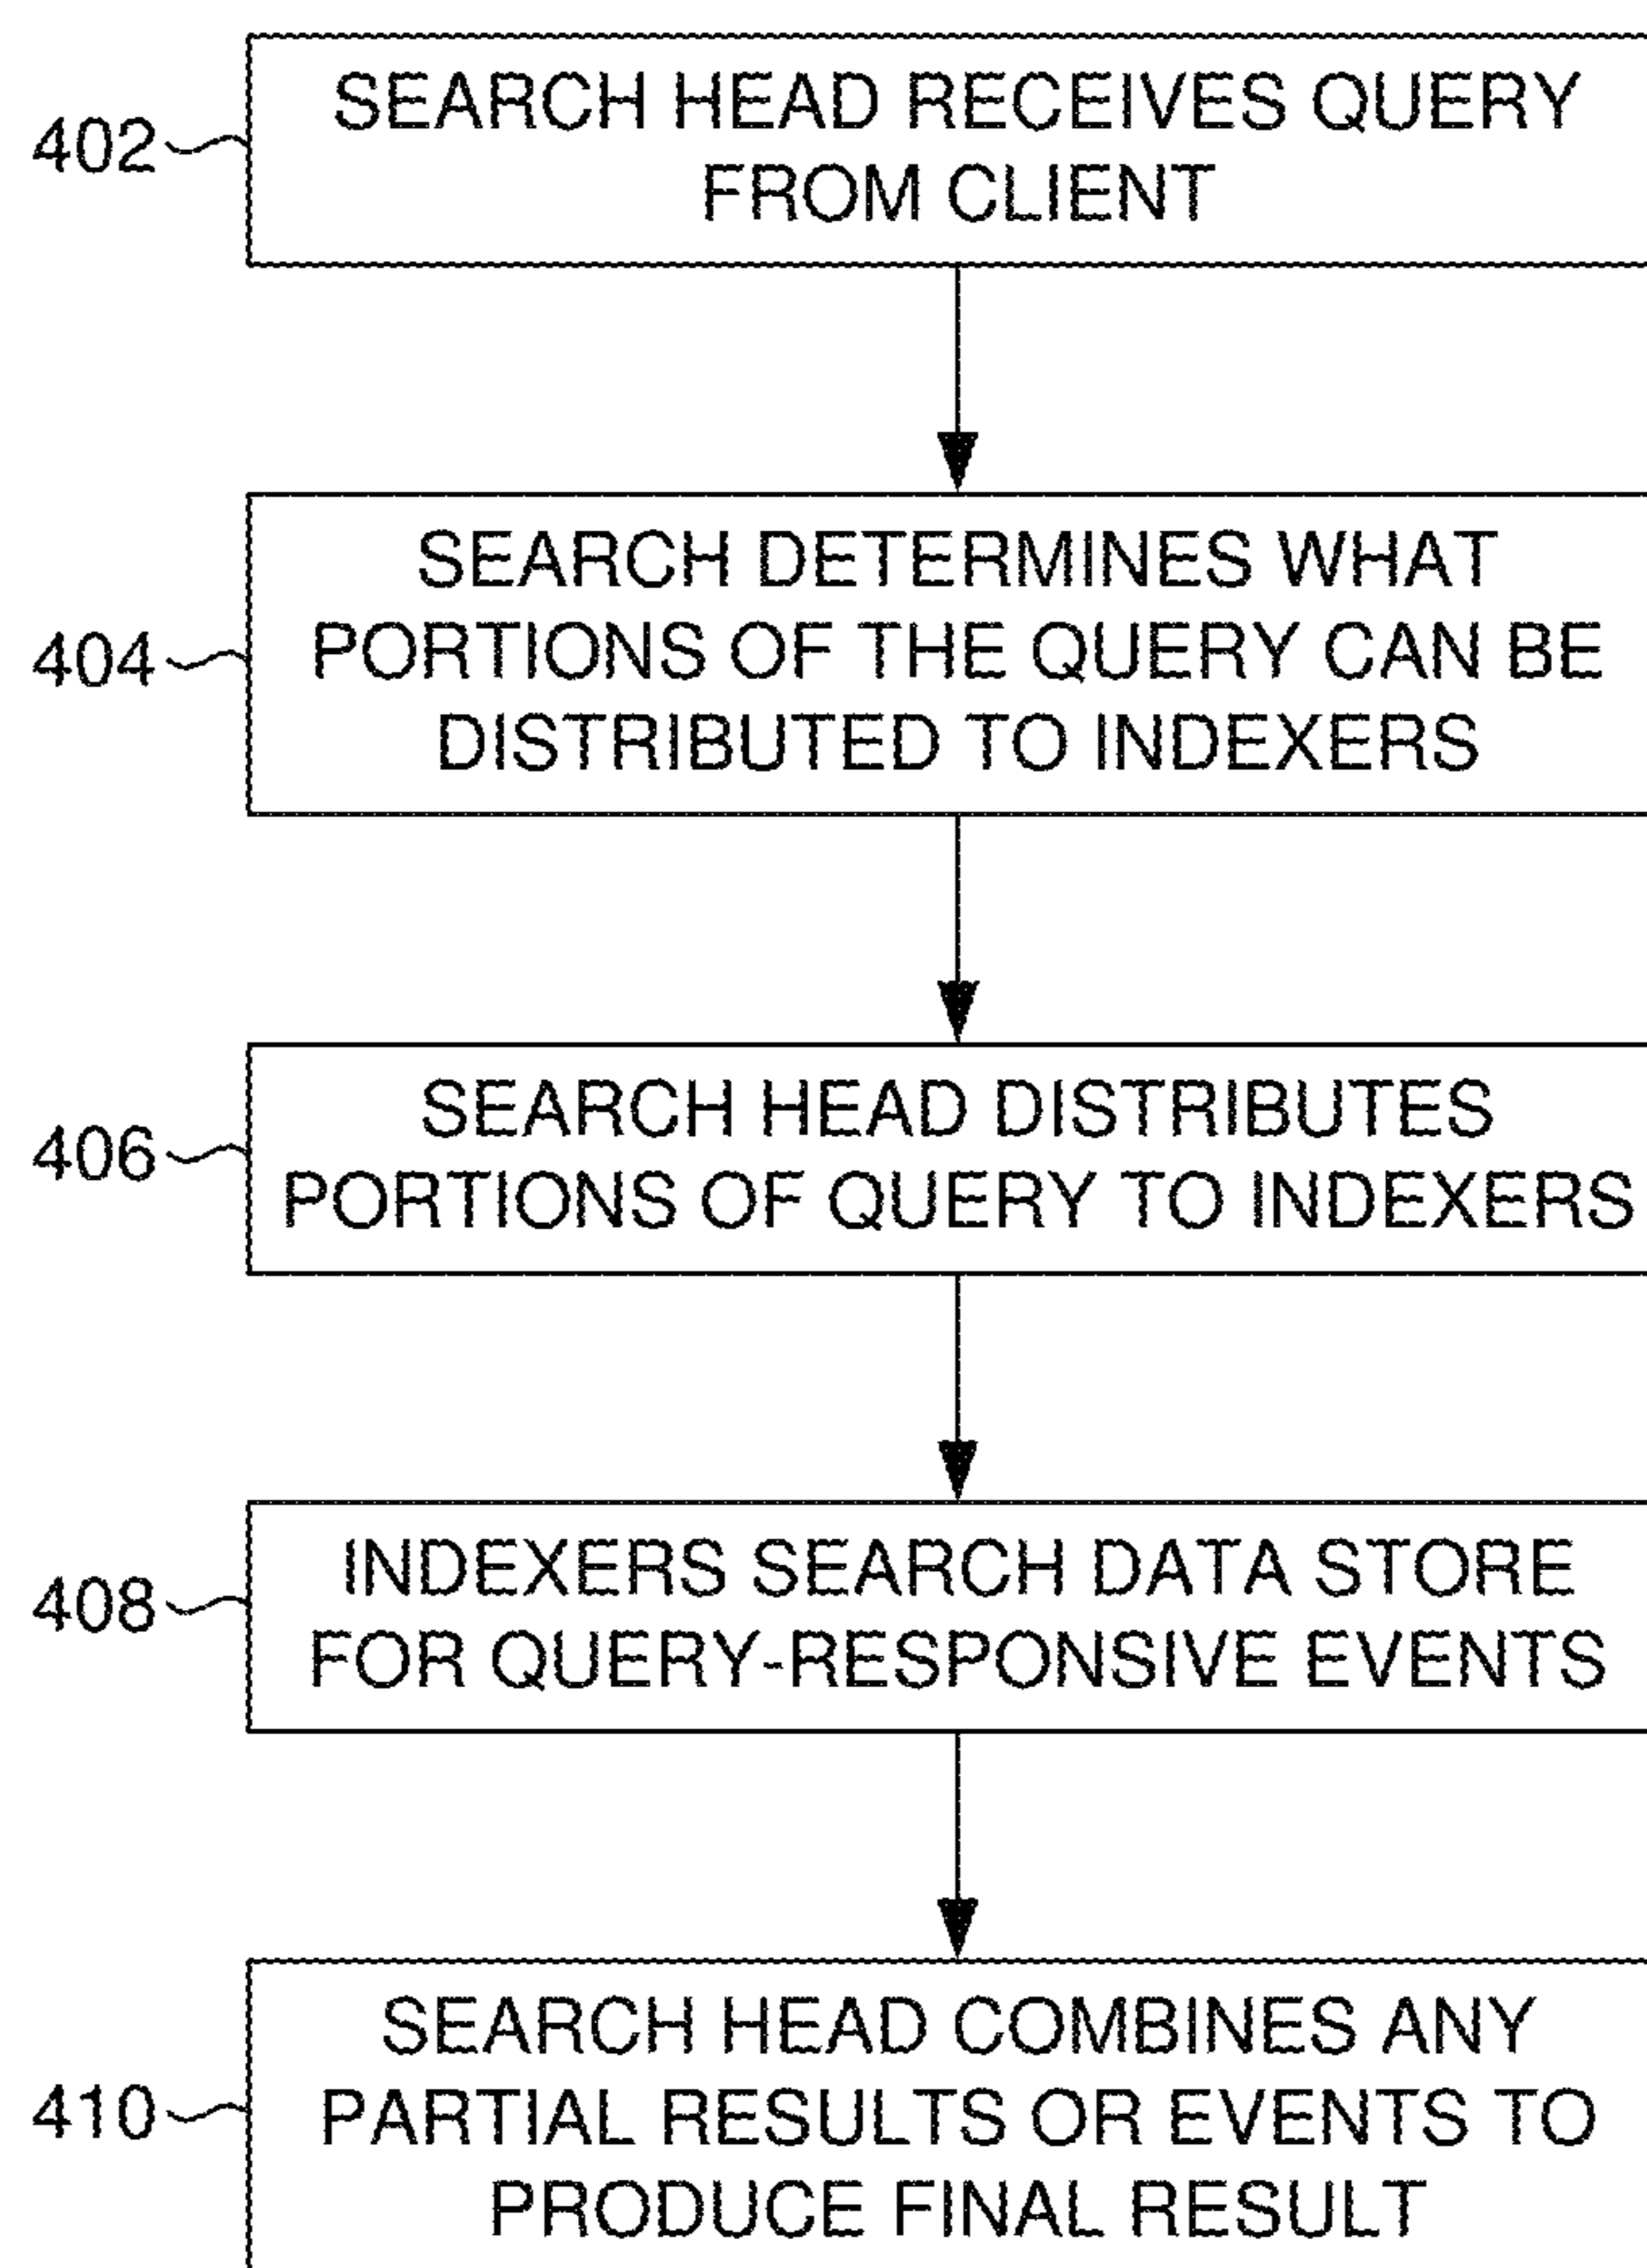 402
SEARCH HEAD RECEIVES QUERY
FROM CLIENT
404
SEARCH DETERMINES WHAT
PORTIONS OF THE QUERY CAN BE
DISTRIBUTED TO INDEXERS
406
SEARCH HEAD DISTRIBUTES
PORTIONS OF QUERY TO INDEXERS
408
INDEXERS SEARCH DATA STORE
FOR QUERY-RESPONSIVE EVENTS
410
SEARCH HEAD COMBINES ANY
PARTIAL RESULTS OR EVENTS TO
PRODUCE FINAL RESULT